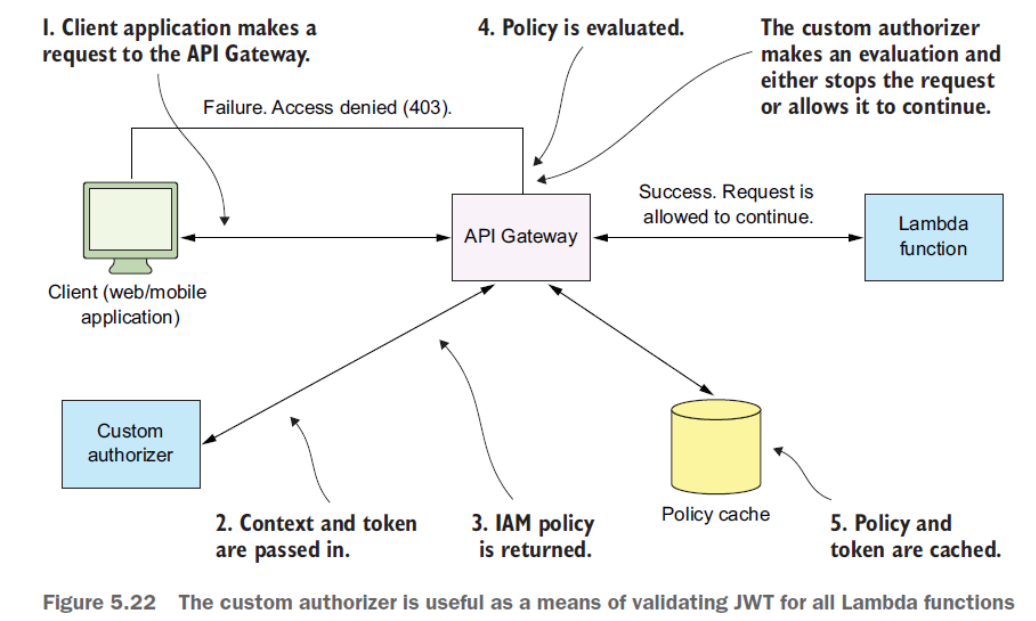 1. Client application makes a
request to the API Gateway.
4. Policy is evaluated.
The custom authorizer
makes an evaluation and
either stops the request
or allows it to continue.
Failure. Access denied (403).
Success. Request is
allowed to continue.
API Gateway
Lambda
function
Client (web/mobile
application)
Custom
authorizer
2. Context and token
are passed in.
3. IAM policy
is returned.
Policy cache
5. Policy and
token are cached.
Figure 5.22 The custom authorizer is useful as a means of validating JWT for all Lambda functions